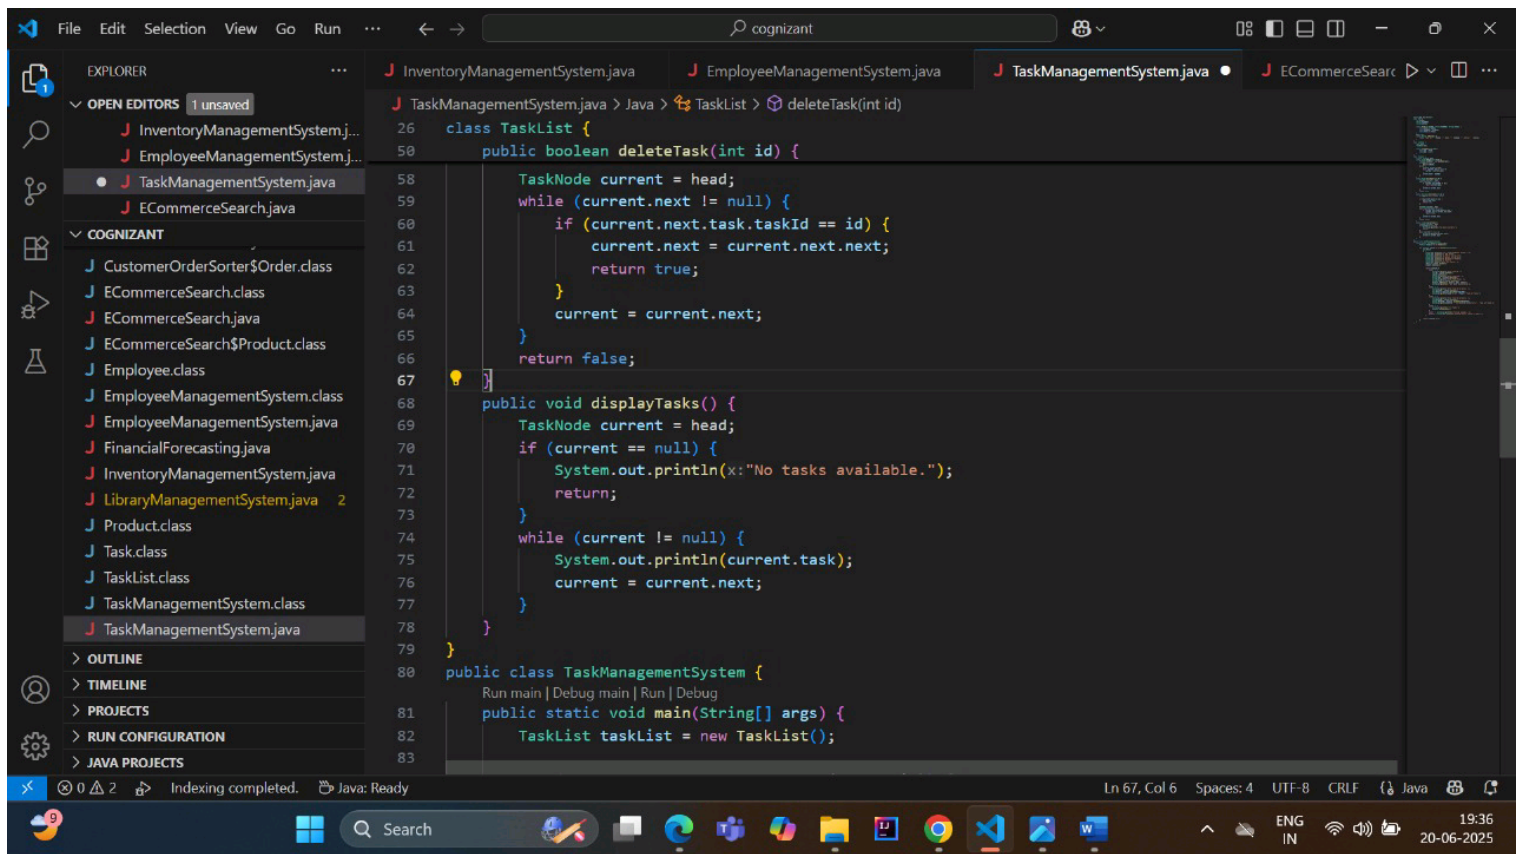 File Edit Selection View Go Run ··· cognizant
EXPLORER ···
OPEN EDITORS 1 unsaved
InventoryManagementSystem.j...
EmployeeManagementSystem.j...
TaskManagementSystem.java
ECommerceSearch.java
COGNIZANT
CustomerOrderSorter$Order.class
ECommerceSearch.class
ECommerceSearch.java
ECommerceSearch$Product.class
Employee.class
EmployeeManagementSystem.class
EmployeeManagementSystem.java
FinancialForecasting.java
InventoryManagementSystem.java
LibraryManagementSystem.java 2
Product.class
Task.class
TaskList.class
TaskManagementSystem.class
TaskManagementSystem.java
OUTLINE
TIMELINE
PROJECTS
RUN CONFIGURATION
JAVA PROJECTS
InventoryManagementSystem.java EmployeeManagementSystem.java TaskManagementSystem.java ECommerceSearc
TaskManagementSystem.java > Java > TaskList > deleteTask(int id)
26 class TaskList {
50 public boolean deleteTask(int id) {
58 TaskNode current = head;
59 while (current.next != null) {
60 if (current.next.task.taskId == id) {
61 current.next = current.next.next;
62 return true;
63 }
64 current = current.next;
65 }
66 return false;
67 }
68 public void displayTasks() {
69 TaskNode current = head;
70 if (current == null) {
71 System.out.println(x:"No tasks available.");
72 return;
73 }
74 while (current != null) {
75 System.out.println(current.task);
76 current = current.next;
77 }
78 }
79 }
80 public class TaskManagementSystem {
Run main | Debug main | Run | Debug
81 public static void main(String[] args) {
82 TaskList taskList = new TaskList();
83
0 2 Indexing completed. Java: Ready Ln 67, Col 6 Spaces: 4 UTF-8 CRLF Java
9 Search ENG IN 19:36 20-06-2025